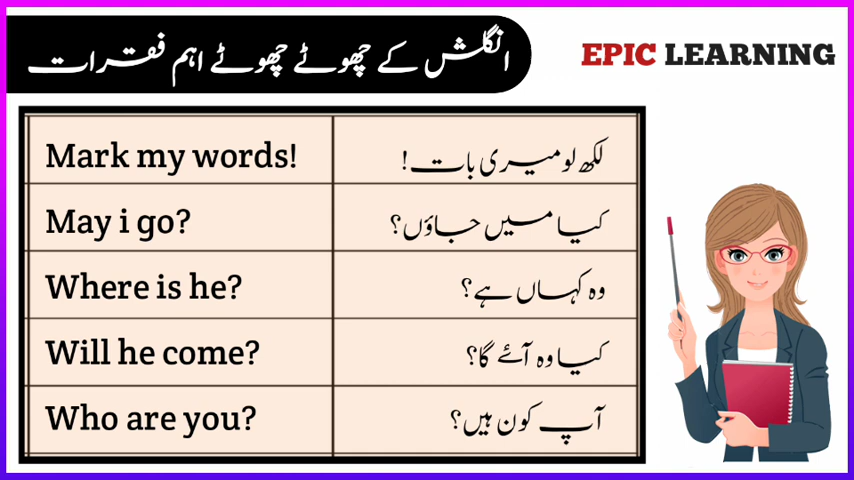 انگلش کے چھوٹے چھوٹے اہم فقرات
EPIC LEARNING
Mark my words! لکھ لو میری بات!
May i go? کیا میں جاؤں؟
Where is he? وہ کہاں ہے؟
Will he come? کیا وہ آئے گا؟
Who are you? آپ کون ہیں؟